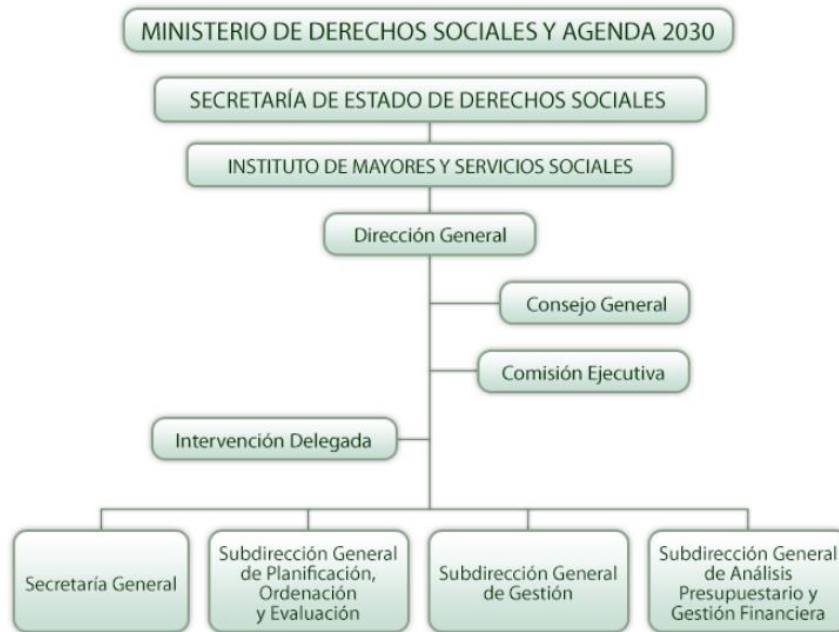 MINISTERIO DE DERECHOS SOCIALES Y AGENDA 2030
SECRETARÍA DE ESTADO DE DERECHOS SOCIALES
INSTITUTO DE MAYORES Y SERVICIOS SOCIALES
Dirección General
Consejo General
Comisión Ejecutiva
Intervención Delegada
Secretaría General
Subdirección General
de Planificación,
Ordenación
y Evaluación
Subdirección General
de Gestión
Subdirección General
de Análisis
Presupuestario y
Gestión Financiera